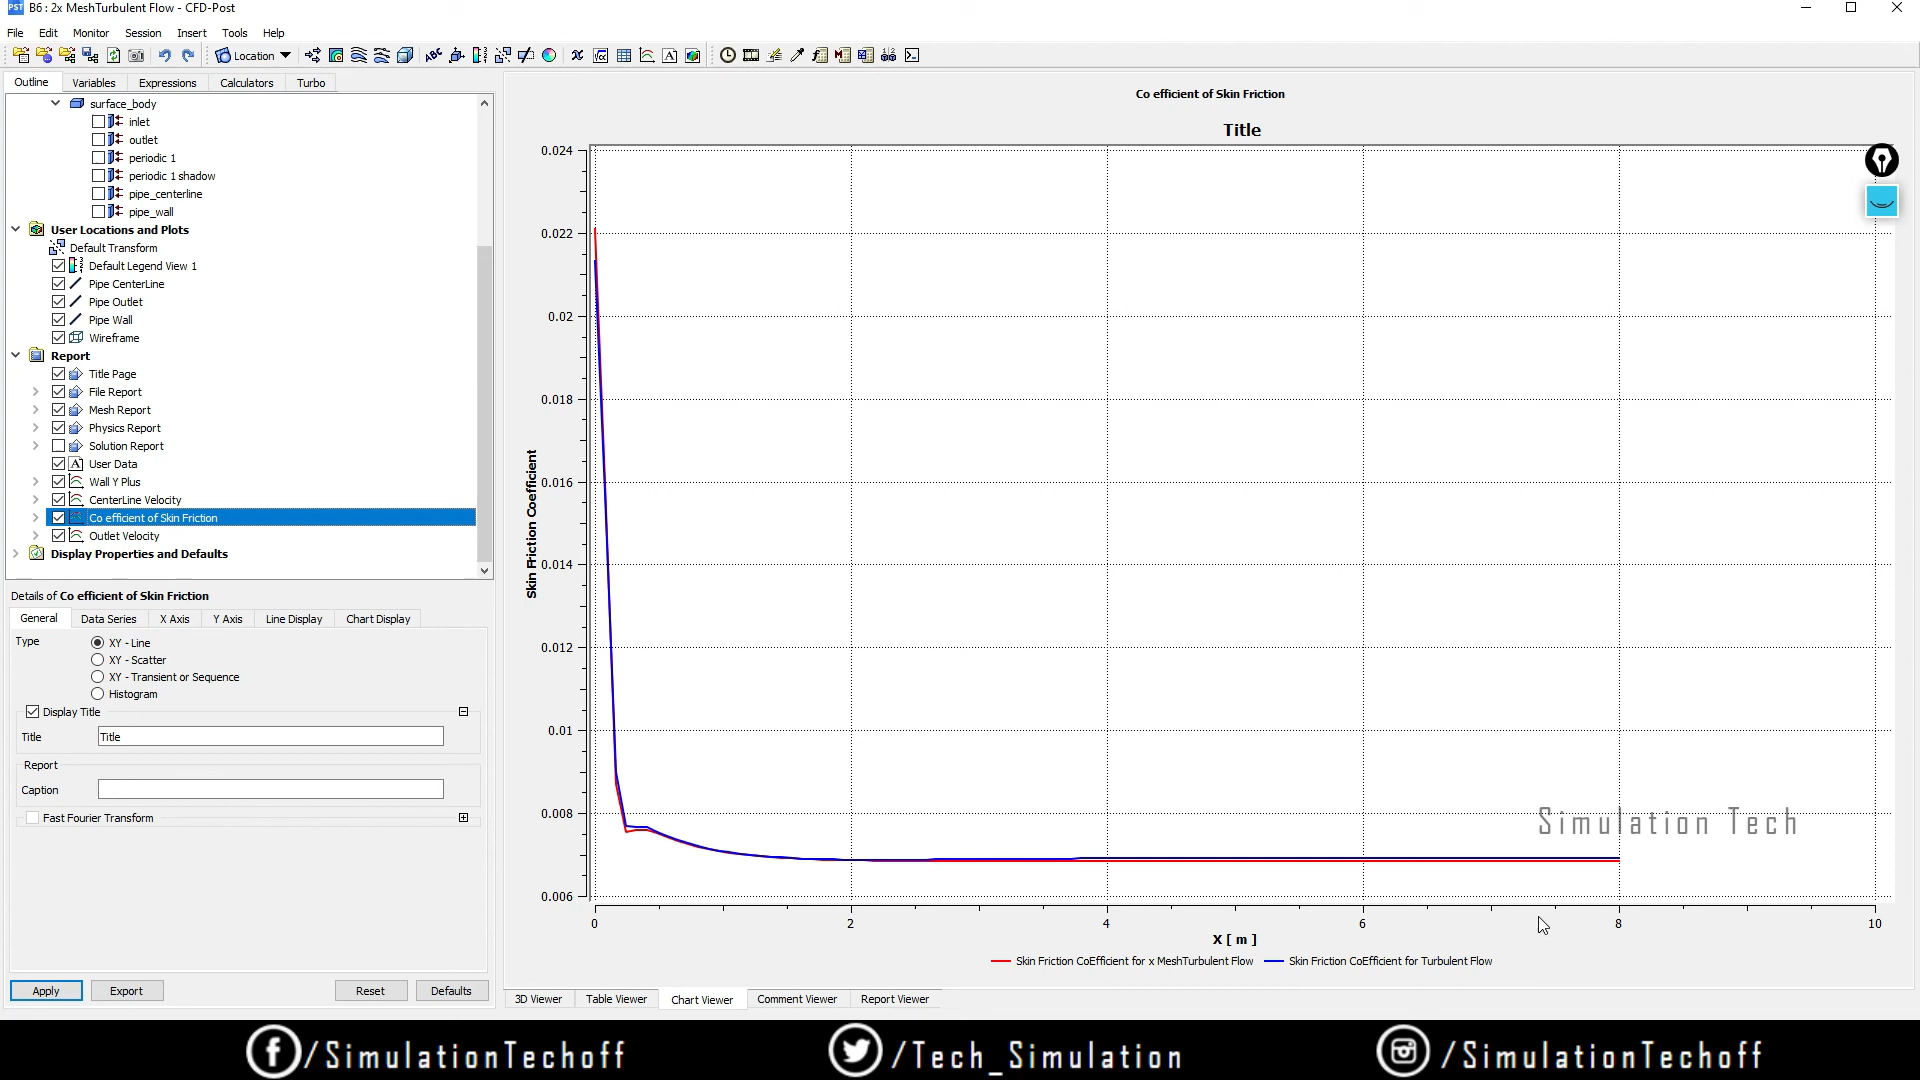 B6 : 2x MeshTurbulent Flow - CFD-Post
File Edit Monitor Session Insert Tools Help
Location
Outline Variables Expressions Calculators Turbo
surface_body
inlet
outlet
periodic 1
periodic 1 shadow
pipe_centerline
pipe_wall
User Locations and Plots
Default Transform
Default Legend View 1
Pipe CenterLine
Pipe Outlet
Pipe Wall
Wireframe
Report
Title Page
File Report
Mesh Report
Physics Report
Solution Report
User Data
Wall Y Plus
CenterLine Velocity
Co efficient of Skin Friction
Outlet Velocity
Display Properties and Defaults
Details of Co efficient of Skin Friction
General Data Series X Axis Y Axis Line Display Chart Display
Type
XY - Line
XY - Scatter
XY - Transient or Sequence
Histogram
Display Title
Title Title
Report
Caption
Fast Fourier Transform
Apply Export Reset Defaults
Co efficient of Skin Friction
Title
0.024
0.022
0.02
0.018
0.016
0.014
0.012
0.01
0.008
0.006
Skin Friction Coefficient
0 2 4 6 8 10
X [ m ]
Skin Friction CoEfficient for x MeshTurbulent Flow Skin Friction CoEfficient for Turbulent Flow
Simulation Tech
3D Viewer Table Viewer Chart Viewer Comment Viewer Report Viewer
/SimulationTechoff /Tech_Simulation /SimulationTechoff